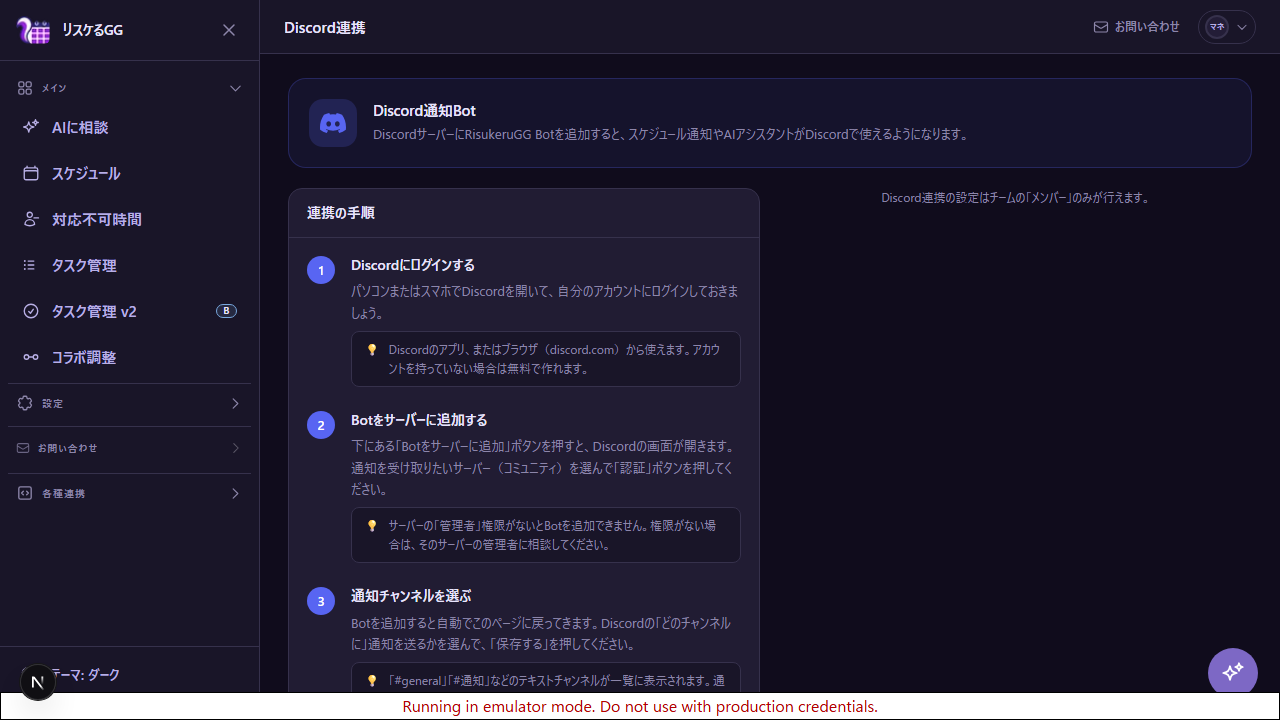 リスケるGG
Discord連携
お問い合わせ
マネ
メイン
AIに相談
スケジュール
対応不可時間
タスク管理
タスク管理 v2
B
コラボ調整
設定
お問い合わせ
各種連携
テーマ: ダーク
N
Discord通知Bot
DiscordサーバーにRisukeruGG Botを追加すると、スケジュール通知やAIアシスタントがDiscordで使えるようになります。
連携の手順
1
Discordにログインする
パソコンまたはスマホでDiscordを開いて、自分のアカウントにログインしておきま
しょう。
Discordのアプリ、またはブラウザ（discord.com）から使えます。アカウ
ントを持っていない場合は無料で作れます。
2
Botをサーバーに追加する
下にある「Botをサーバーに追加」ボタンを押すと、Discordの画面が開きます。
通知を受け取りたいサーバー（コミュニティ）を選んで「認証」ボタンを押してく
ださい。
サーバーの「管理者」権限がないとBotを追加できません。権限がない場
合は、そのサーバーの管理者に相談してください。
3
通知チャンネルを選ぶ
Botを追加すると自動でこのページに戻ってきます。Discordの「どのチャンネル
に」通知を送るかを選んで、「保存する」を押してください。
「#general」「#通知」などのテキストチャンネルが一覧に表示されます。通
Discord連携の設定はチームの「メンバー」のみが行えます。
Running in emulator mode. Do not use with production credentials.